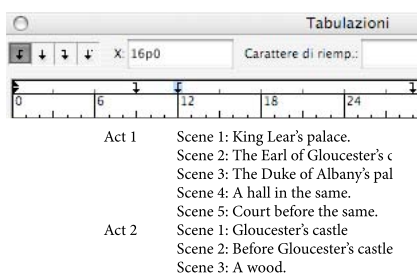 Tabulazioni
X: 16p0 Carattere di riemp.:
0 6 12 18 24
Act 1 Scene 1: King Lear's palace.
Scene 2: The Earl of Gloucester's c
Scene 3: The Duke of Albany's pal
Scene 4: A hall in the same.
Scene 5: Court before the same.
Act 2 Scene 1: Gloucester's castle
Scene 2: Before Gloucester's castle
Scene 3: A wood.